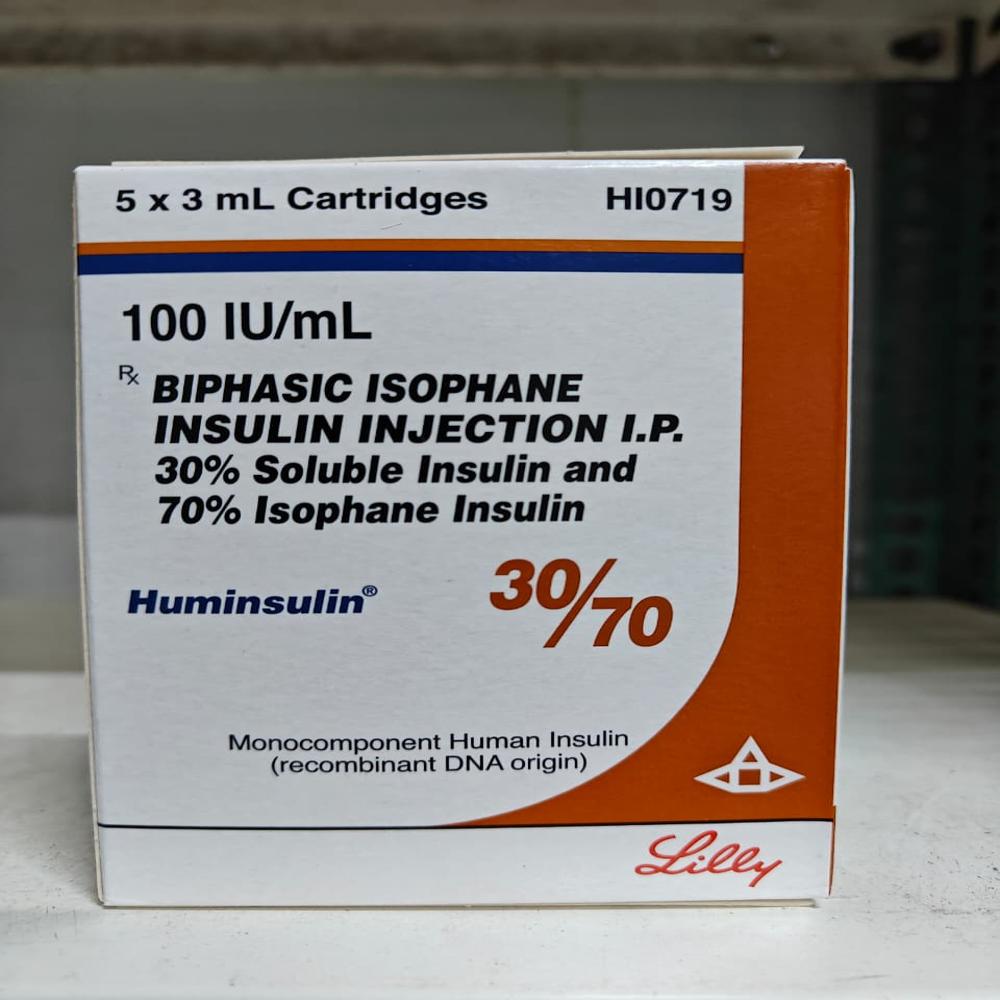 5 x 3 mL Cartridges HI0719
100 IU/mL
Rx BIPHASIC ISOPHANE
INSULIN INJECTION I.P.
30% Soluble Insulin and
70% Isophane Insulin
Huminsulin® 30/70
Monocomponent Human Insulin
(recombinant DNA origin)
Lilly